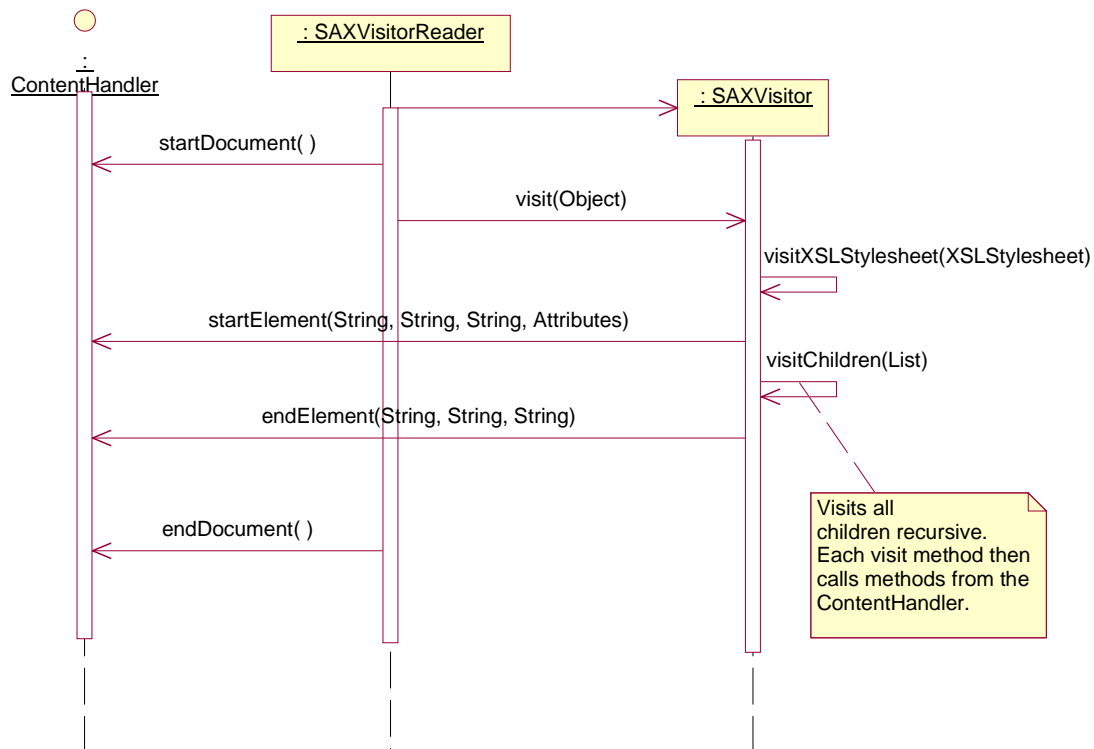 : SAXVisitorReader
:
ContentHandler
: SAXVisitor
startDocument( )
visit(Object)
visitXSLStylesheet(XSLStylesheet)
startElement(String, String, String, Attributes)
visitChildren(List)
endElement(String, String, String)
Visits all
children recursive.
Each visit method then
calls methods from the
ContentHandler.
endDocument( )